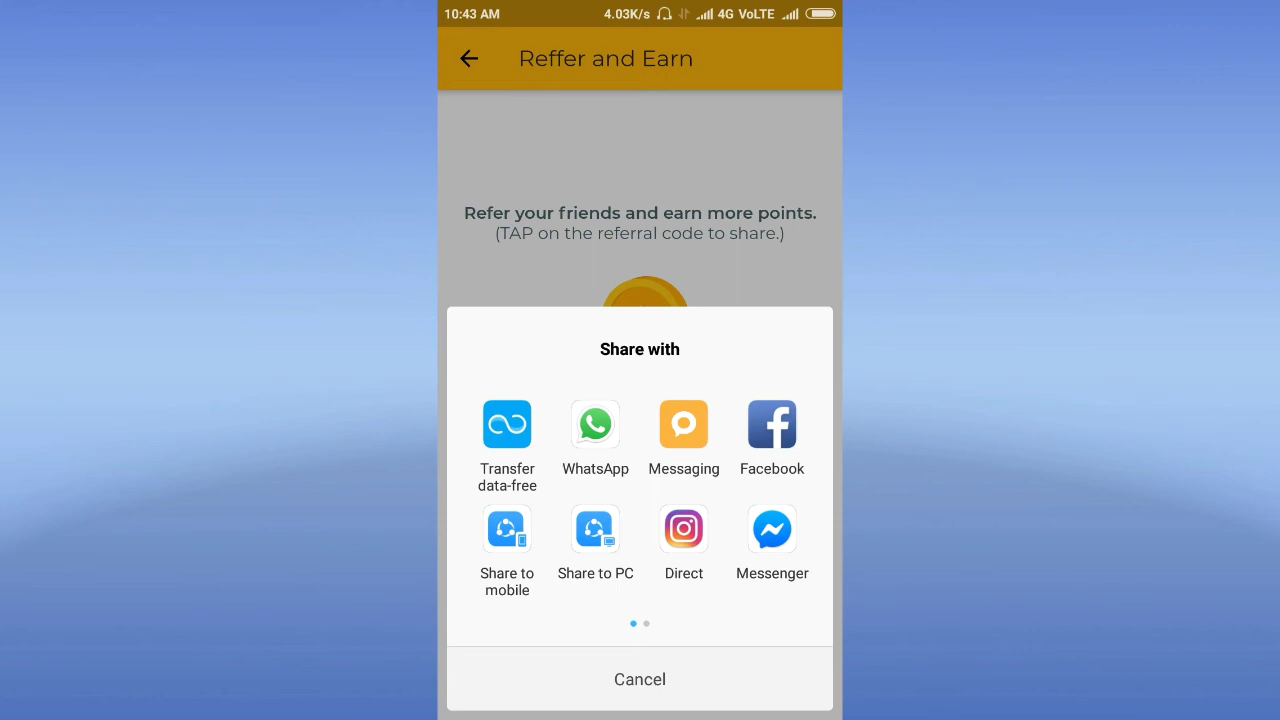 10:43 AM 4.03K/s 4G VoLTE
Reffer and Earn
Refer your friends and earn more points.
(TAP on the referral code to share.)
Share with
Transfer data-free
WhatsApp
Messaging
Facebook
Share to mobile
Share to PC
Direct
Messenger
Cancel